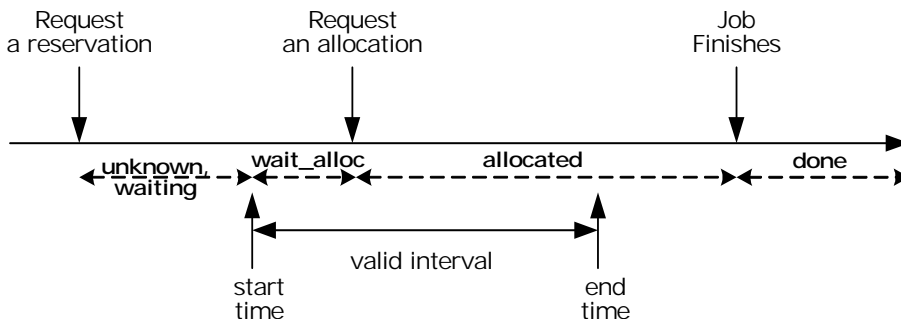 Request
a reservation
Request
an allocation
Job
Finishes
unknown,
waiting
wait_alloc
allocated
done
valid interval
start
time
end
time